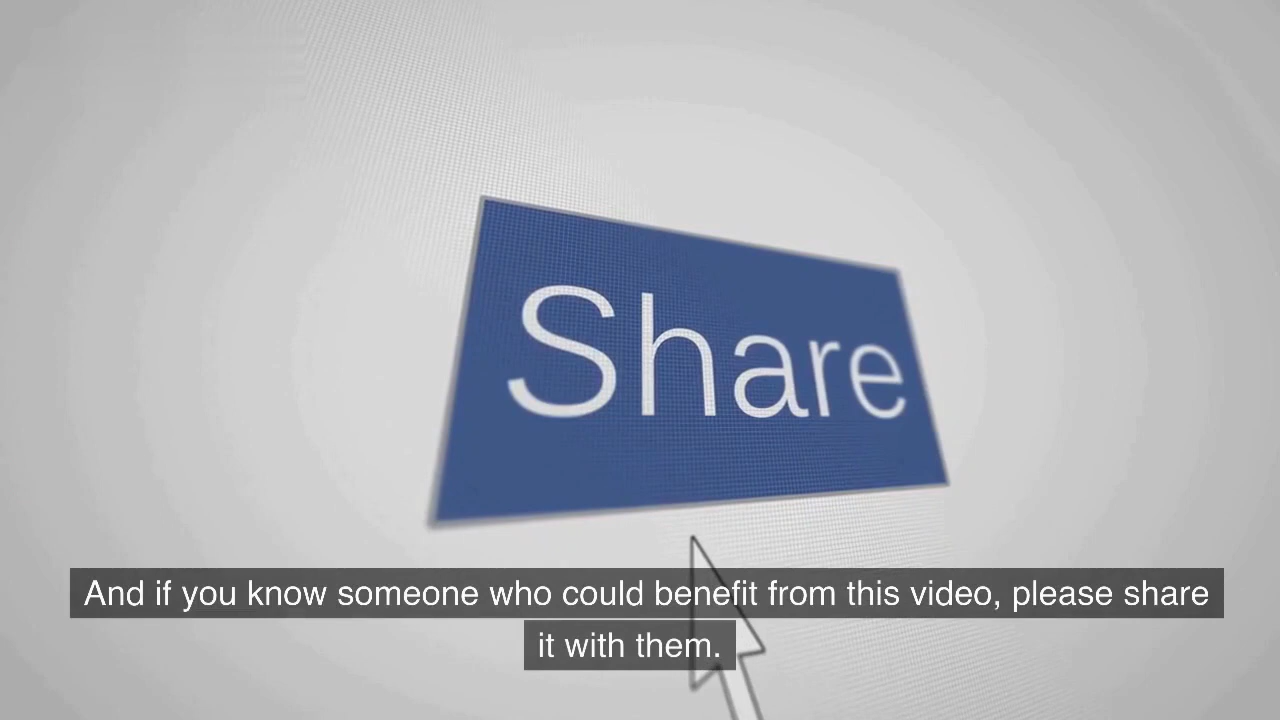 Share
And if you know someone who could benefit from this video, please share
it with them.